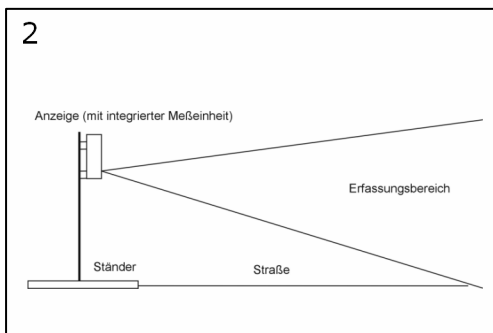 2
Anzeige (mit integrierter Meßeinheit)
Erfassungsbereich
Ständer
Straße